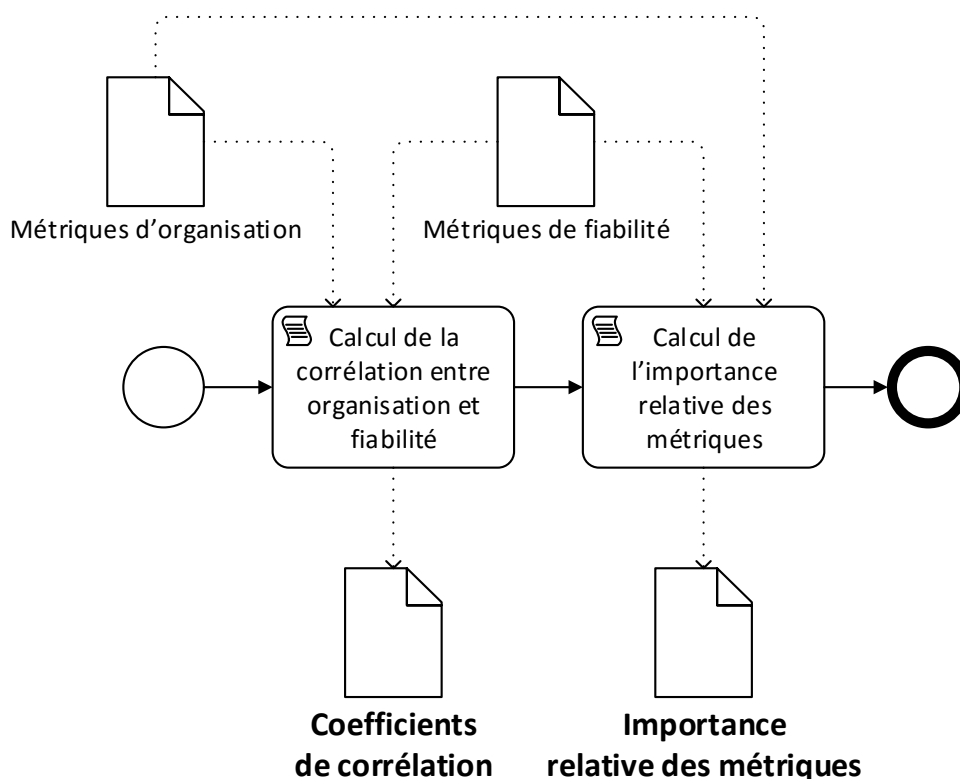 Métriques d’organisation
Métriques de fiabilité
Calcul de la
corrélation entre
organisation et
fiabilité
Calcul de
l’importance
relative des
métriques
Coefficients
de corrélation
Importance
relative des métriques